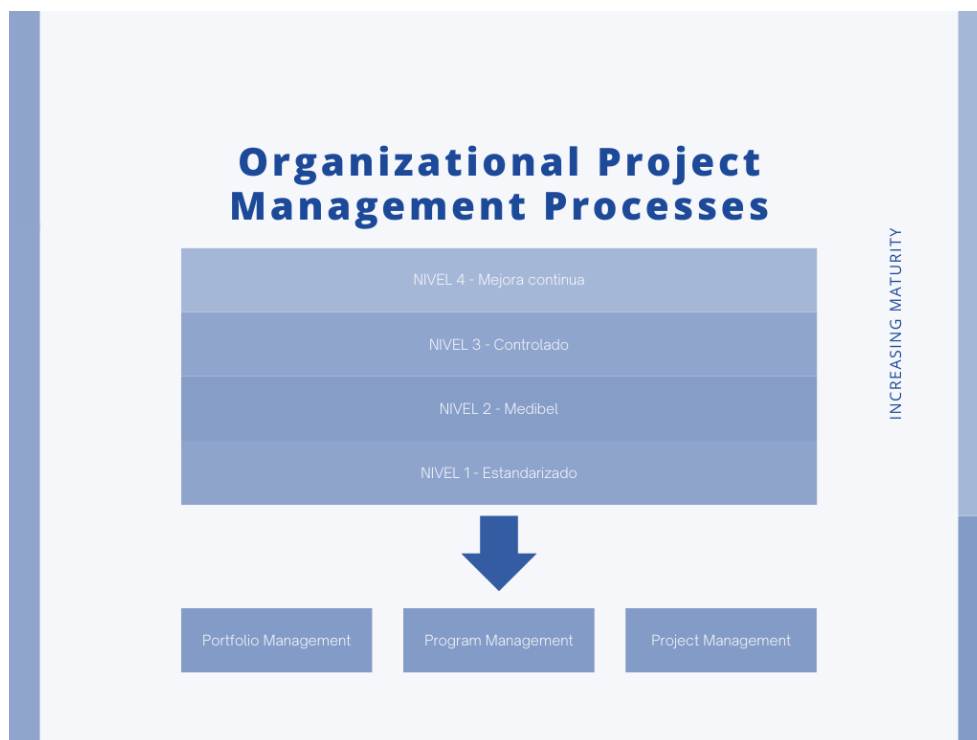 Organizational Project
Management Processes
NIVEL 4 - Mejora continua
NIVEL 3 - Controlado
NIVEL 2 - Medibel
NIVEL 1 - Estandarizado
INCREASING MATURITY
Portfolio Management
Program Management
Project Management